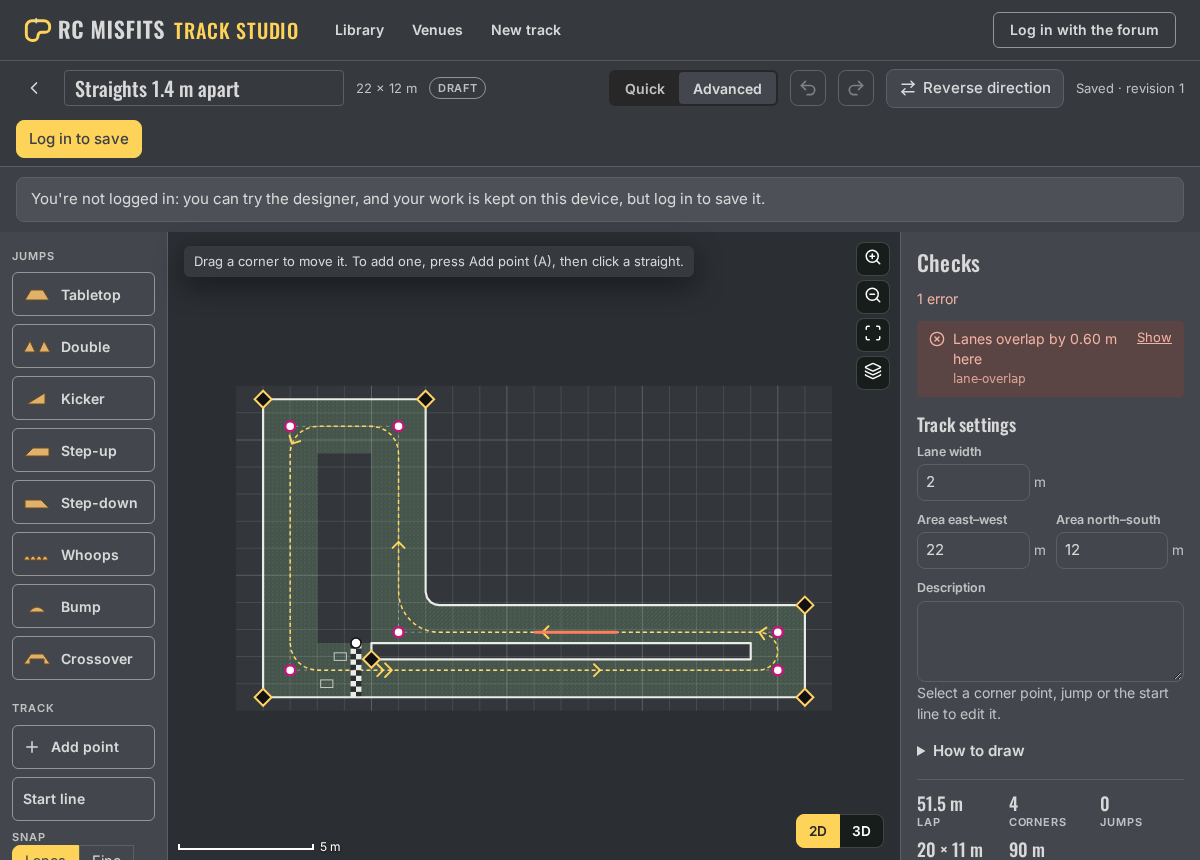 RC MISFITS TRACK STUDIO
Library
Venues
New track
Log in with the forum
Straights 1.4 m apart
22 × 12 m
DRAFT
Quick
Advanced
Reverse direction
Saved · revision 1
Log in to save
You're not logged in: you can try the designer, and your work is kept on this device, but log in to save it.
JUMPS
Tabletop
Double
Kicker
Step-up
Step-down
Whoops
Bump
Crossover
TRACK
Add point
Start line
SNAP
Lanes
Fine
Drag a corner to move it. To add one, press Add point (A), then click a straight.
5 m
2D
3D
Checks
1 error
Lanes overlap by 0.60 m
here
Show
lane-overlap
Track settings
Lane width
2 m
Area east–west
Area north–south
22 m
12 m
Description
Select a corner point, jump or the start
line to edit it.
How to draw
51.5 m
4
0
LAP
CORNERS
JUMPS
20 × 11 m
90 m